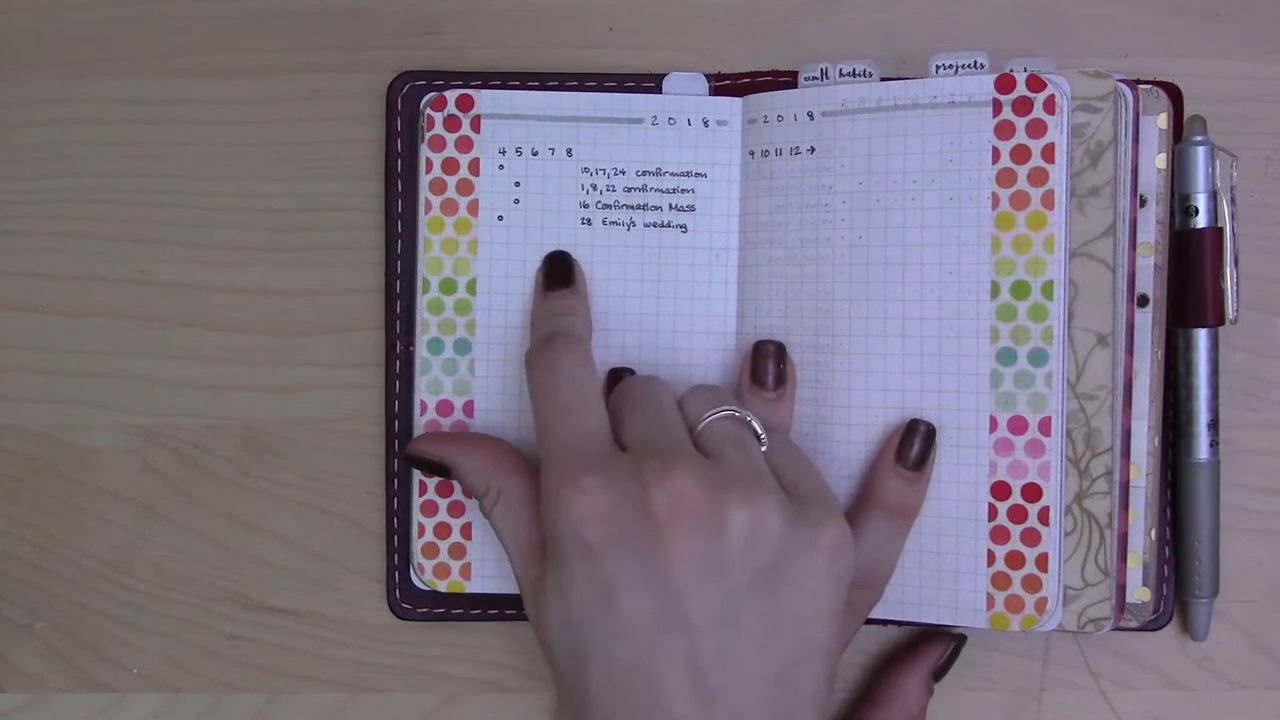 habits
projects
2018
2018
4 5 6 7 8
9 10 11 12 →
10,17,24 confirmation
1,8,22 confirmation
16 Confirmation Mass
28 Emily's wedding